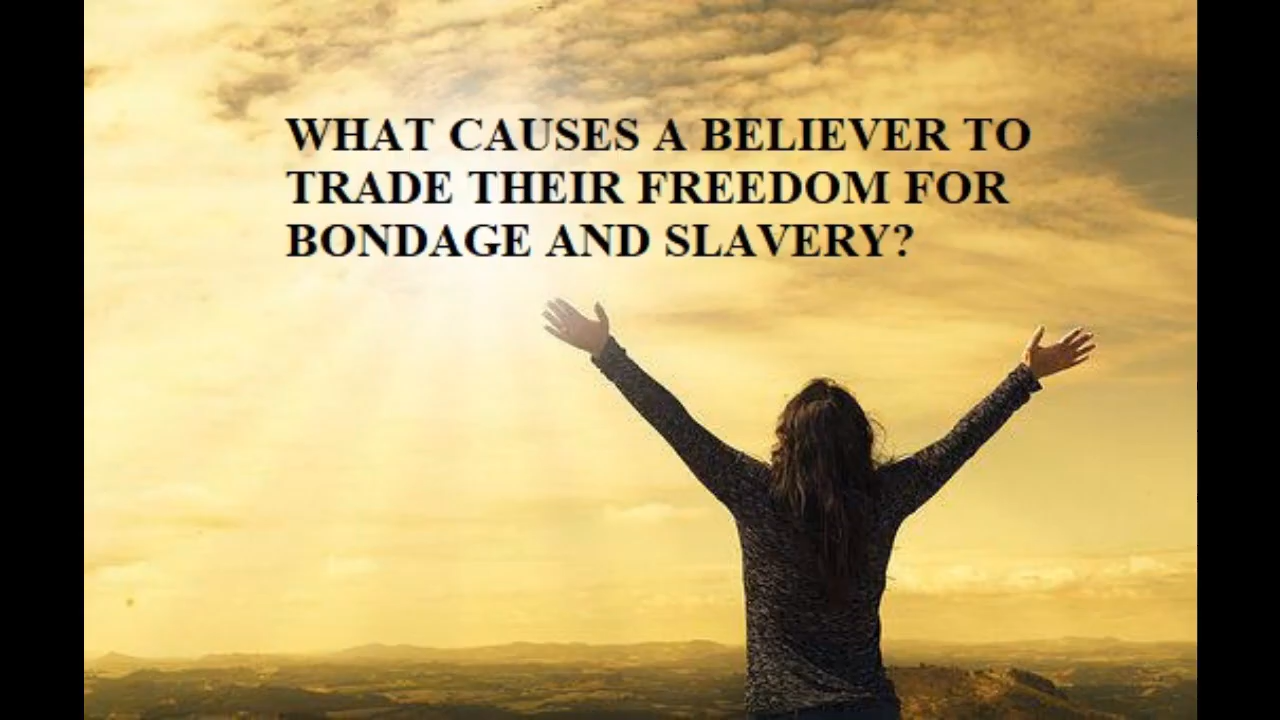 WHAT CAUSES A BELIEVER TO
TRADE THEIR FREEDOM FOR
BONDAGE AND SLAVERY?